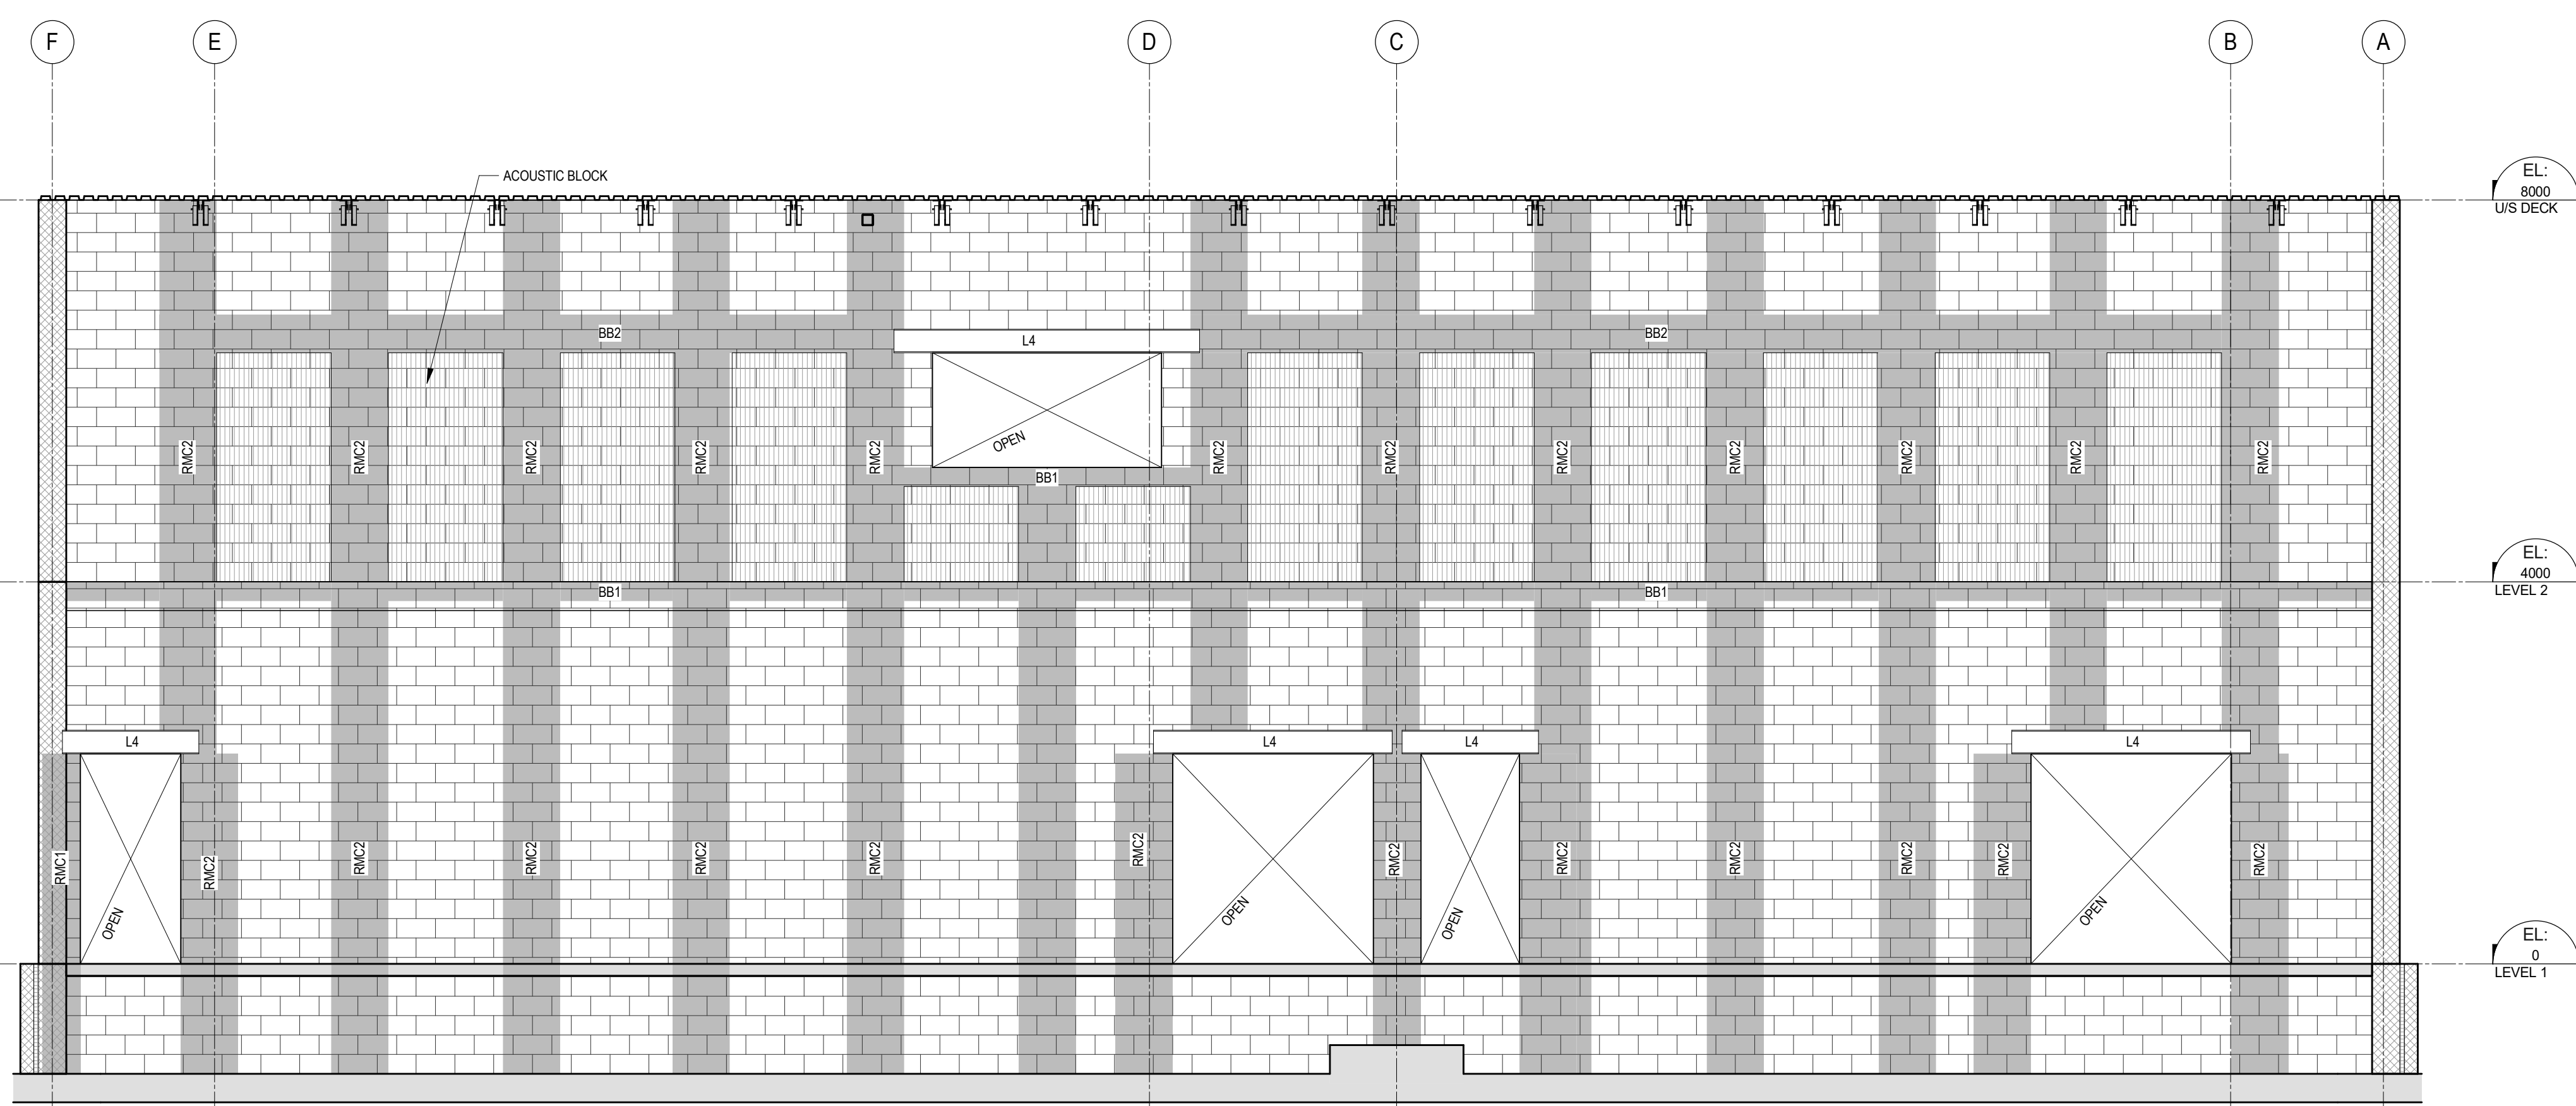 F
E
D
C
B
A
ACOUSTIC BLOCK
EL:
8000
U/S DECK
BB2
L4
BB2
OPEN
RMC2
RMC2
RMC2
RMC2
RMC2
RMC2
RMC2
RMC2
RMC2
RMC2
RMC2
RMC2
BB1
EL:
4000
LEVEL 2
BB1
BB1
L4
L4
L4
L4
RMC1
RMC2
RMC2
RMC2
RMC2
RMC2
RMC2
RMC2
RMC2
RMC2
RMC2
RMC2
RMC2
OPEN
OPEN
OPEN
OPEN
EL:
0
LEVEL 1